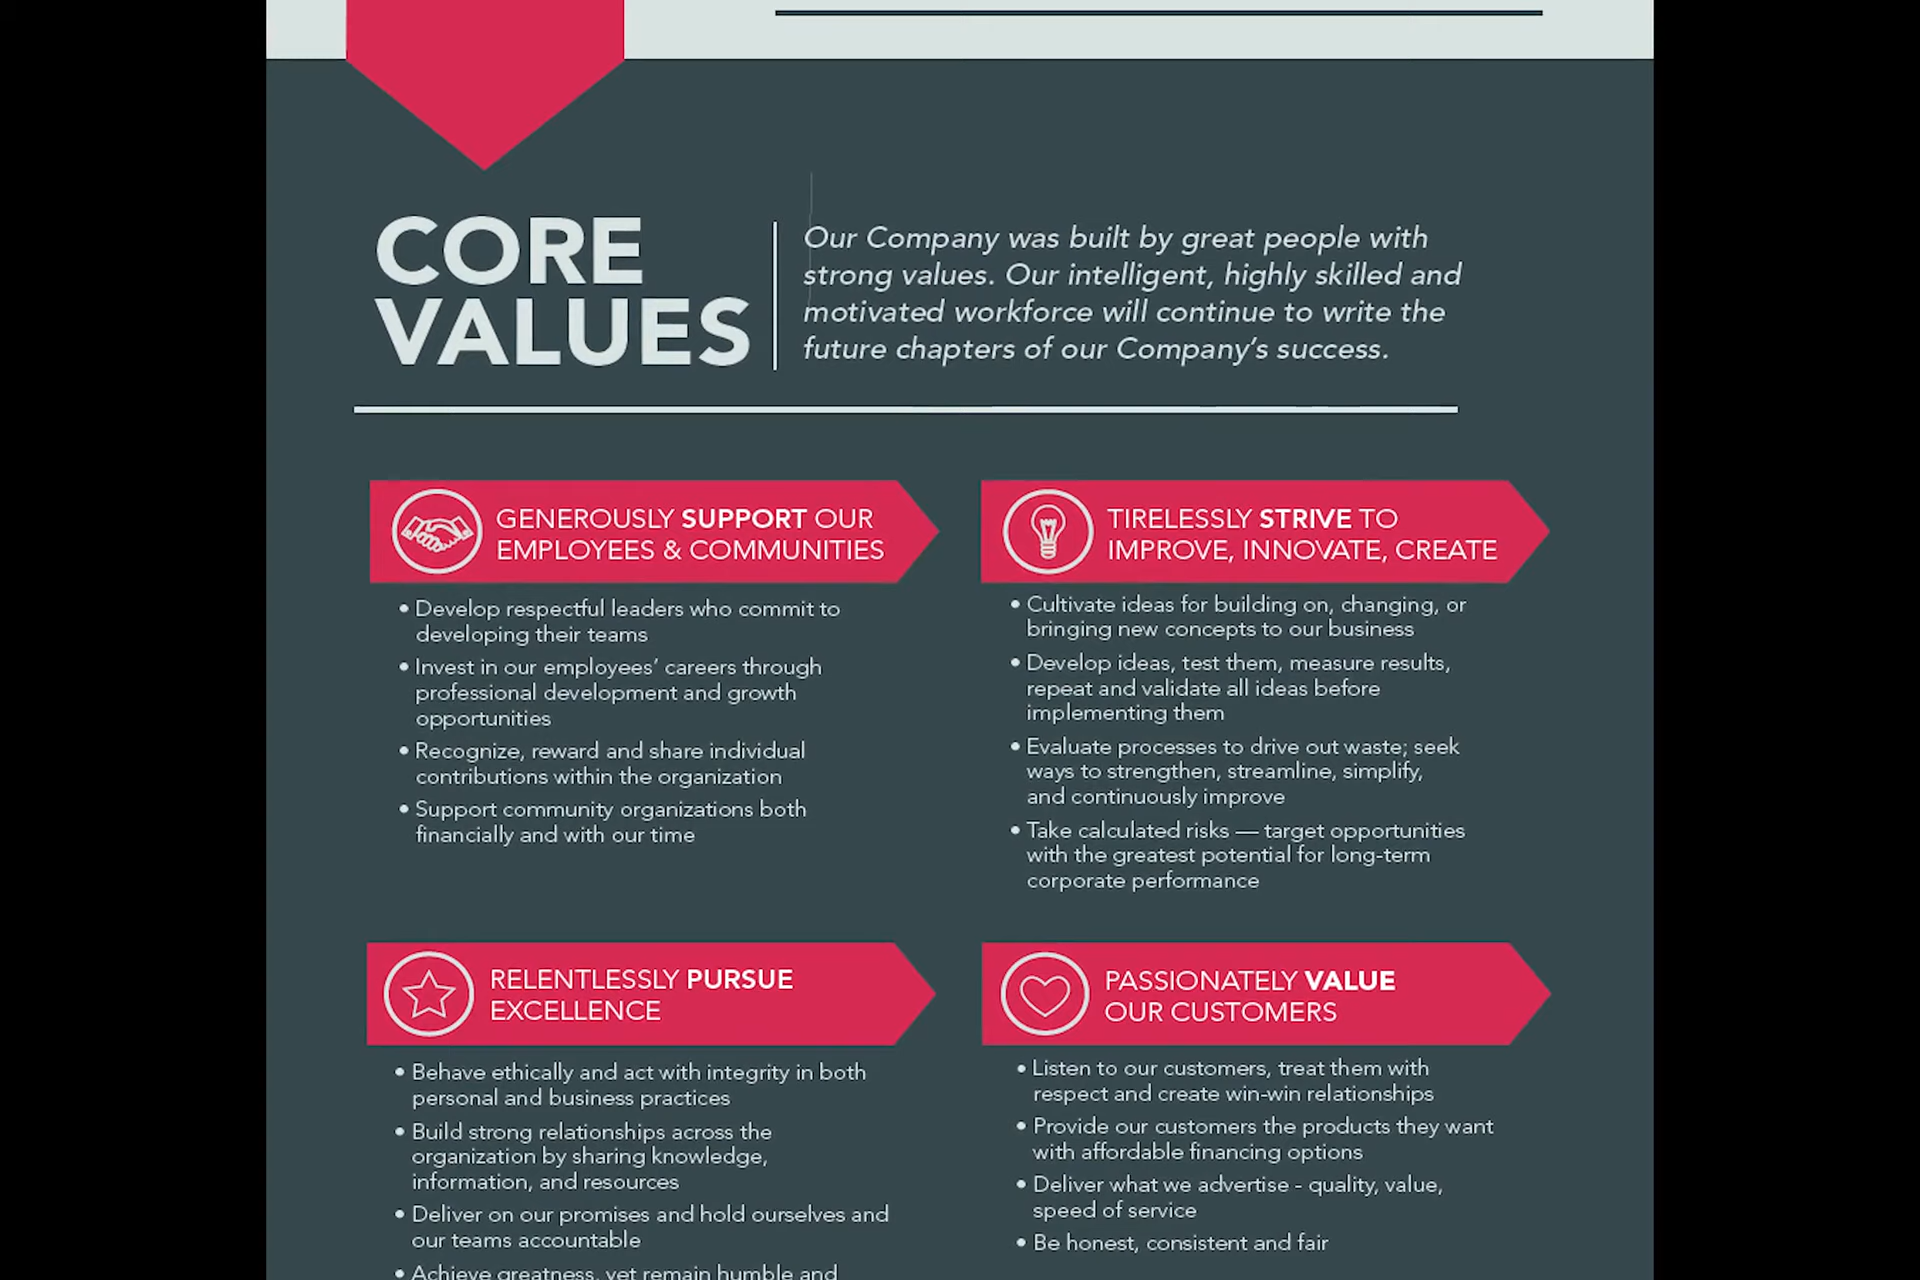 CORE
VALUES
Our Company was built by great people with
strong values. Our intelligent, highly skilled and
motivated workforce will continue to write the
future chapters of our Company’s success.
GENEROUSLY SUPPORT OUR
EMPLOYEES & COMMUNITIES
• Develop respectful leaders who commit to
developing their teams
• Invest in our employees’ careers through
professional development and growth
opportunities
• Recognize, reward and share individual
contributions within the organization
• Support community organizations both
financially and with our time
TIRELESSLY STRIVE TO
IMPROVE, INNOVATE, CREATE
• Cultivate ideas for building on, changing, or
bringing new concepts to our business
• Develop ideas, test them, measure results,
repeat and validate all ideas before
implementing them
• Evaluate processes to drive out waste; seek
ways to strengthen, streamline, simplify,
and continuously improve
• Take calculated risks — target opportunities
with the greatest potential for long-term
corporate performance
RELENTLESSLY PURSUE
EXCELLENCE
• Behave ethically and act with integrity in both
personal and business practices
• Build strong relationships across the
organization by sharing knowledge,
information, and resources
• Deliver on our promises and hold ourselves and
our teams accountable
• Achieve greatness, yet remain humble and
PASSIONATELY VALUE
OUR CUSTOMERS
• Listen to our customers, treat them with
respect and create win-win relationships
• Provide our customers the products they want
with affordable financing options
• Deliver what we advertise - quality, value,
speed of service
• Be honest, consistent and fair